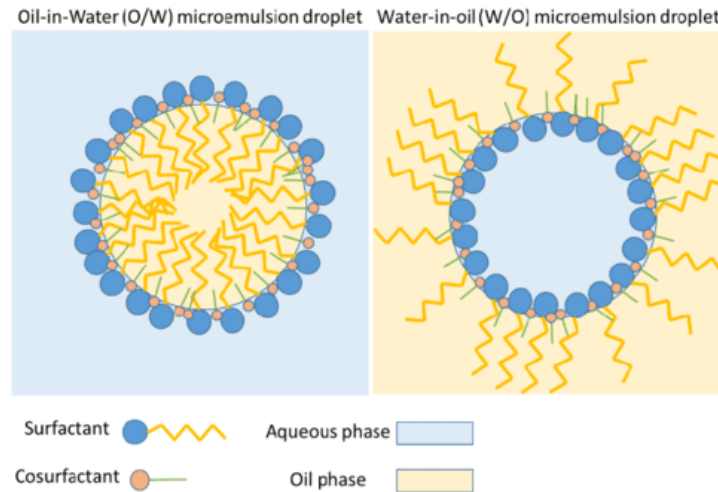 Oil-in-Water (O/W) microemulsion droplet
Water-in-oil (W/O) microemulsion droplet
Surfactant
Aqueous phase
Cosurfactant
Oil phase